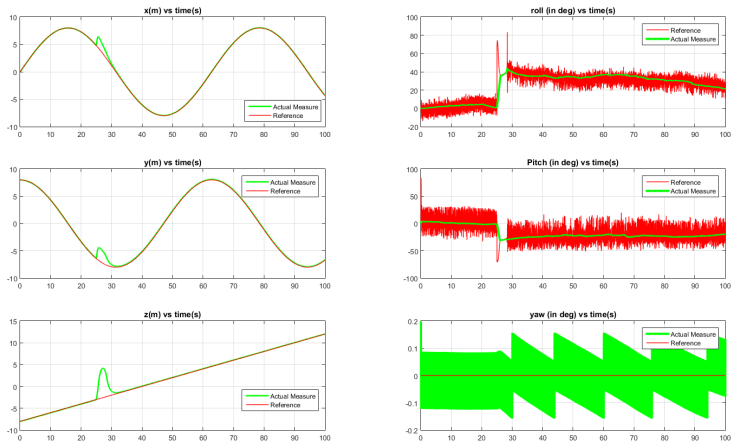 x(m) vs time(s)
10
5
0
-5
-10
0 10 20 30 40 50 60 70 80 90 100
Actual Measure
Reference
roll (in deg) vs time(s)
100
80
60
40
20
0
-20
0 10 20 30 40 50 60 70 80 90 100
Reference
Actual Measure
y(m) vs time(s)
10
5
0
-5
-10
0 10 20 30 40 50 60 70 80 90 100
Actual Measure
Reference
Pitch (in deg) vs time(s)
100
50
0
-50
-100
0 10 20 30 40 50 60 70 80 90 100
Reference
Actual Measure
z(m) vs time(s)
15
10
5
0
-5
-10
0 10 20 30 40 50 60 70 80 90 100
Actual Measure
Reference
yaw (in deg) vs time(s)
0.2
0.1
0
-0.1
-0.2
0 10 20 30 40 50 60 70 80 90 100
Actual Measure
Reference